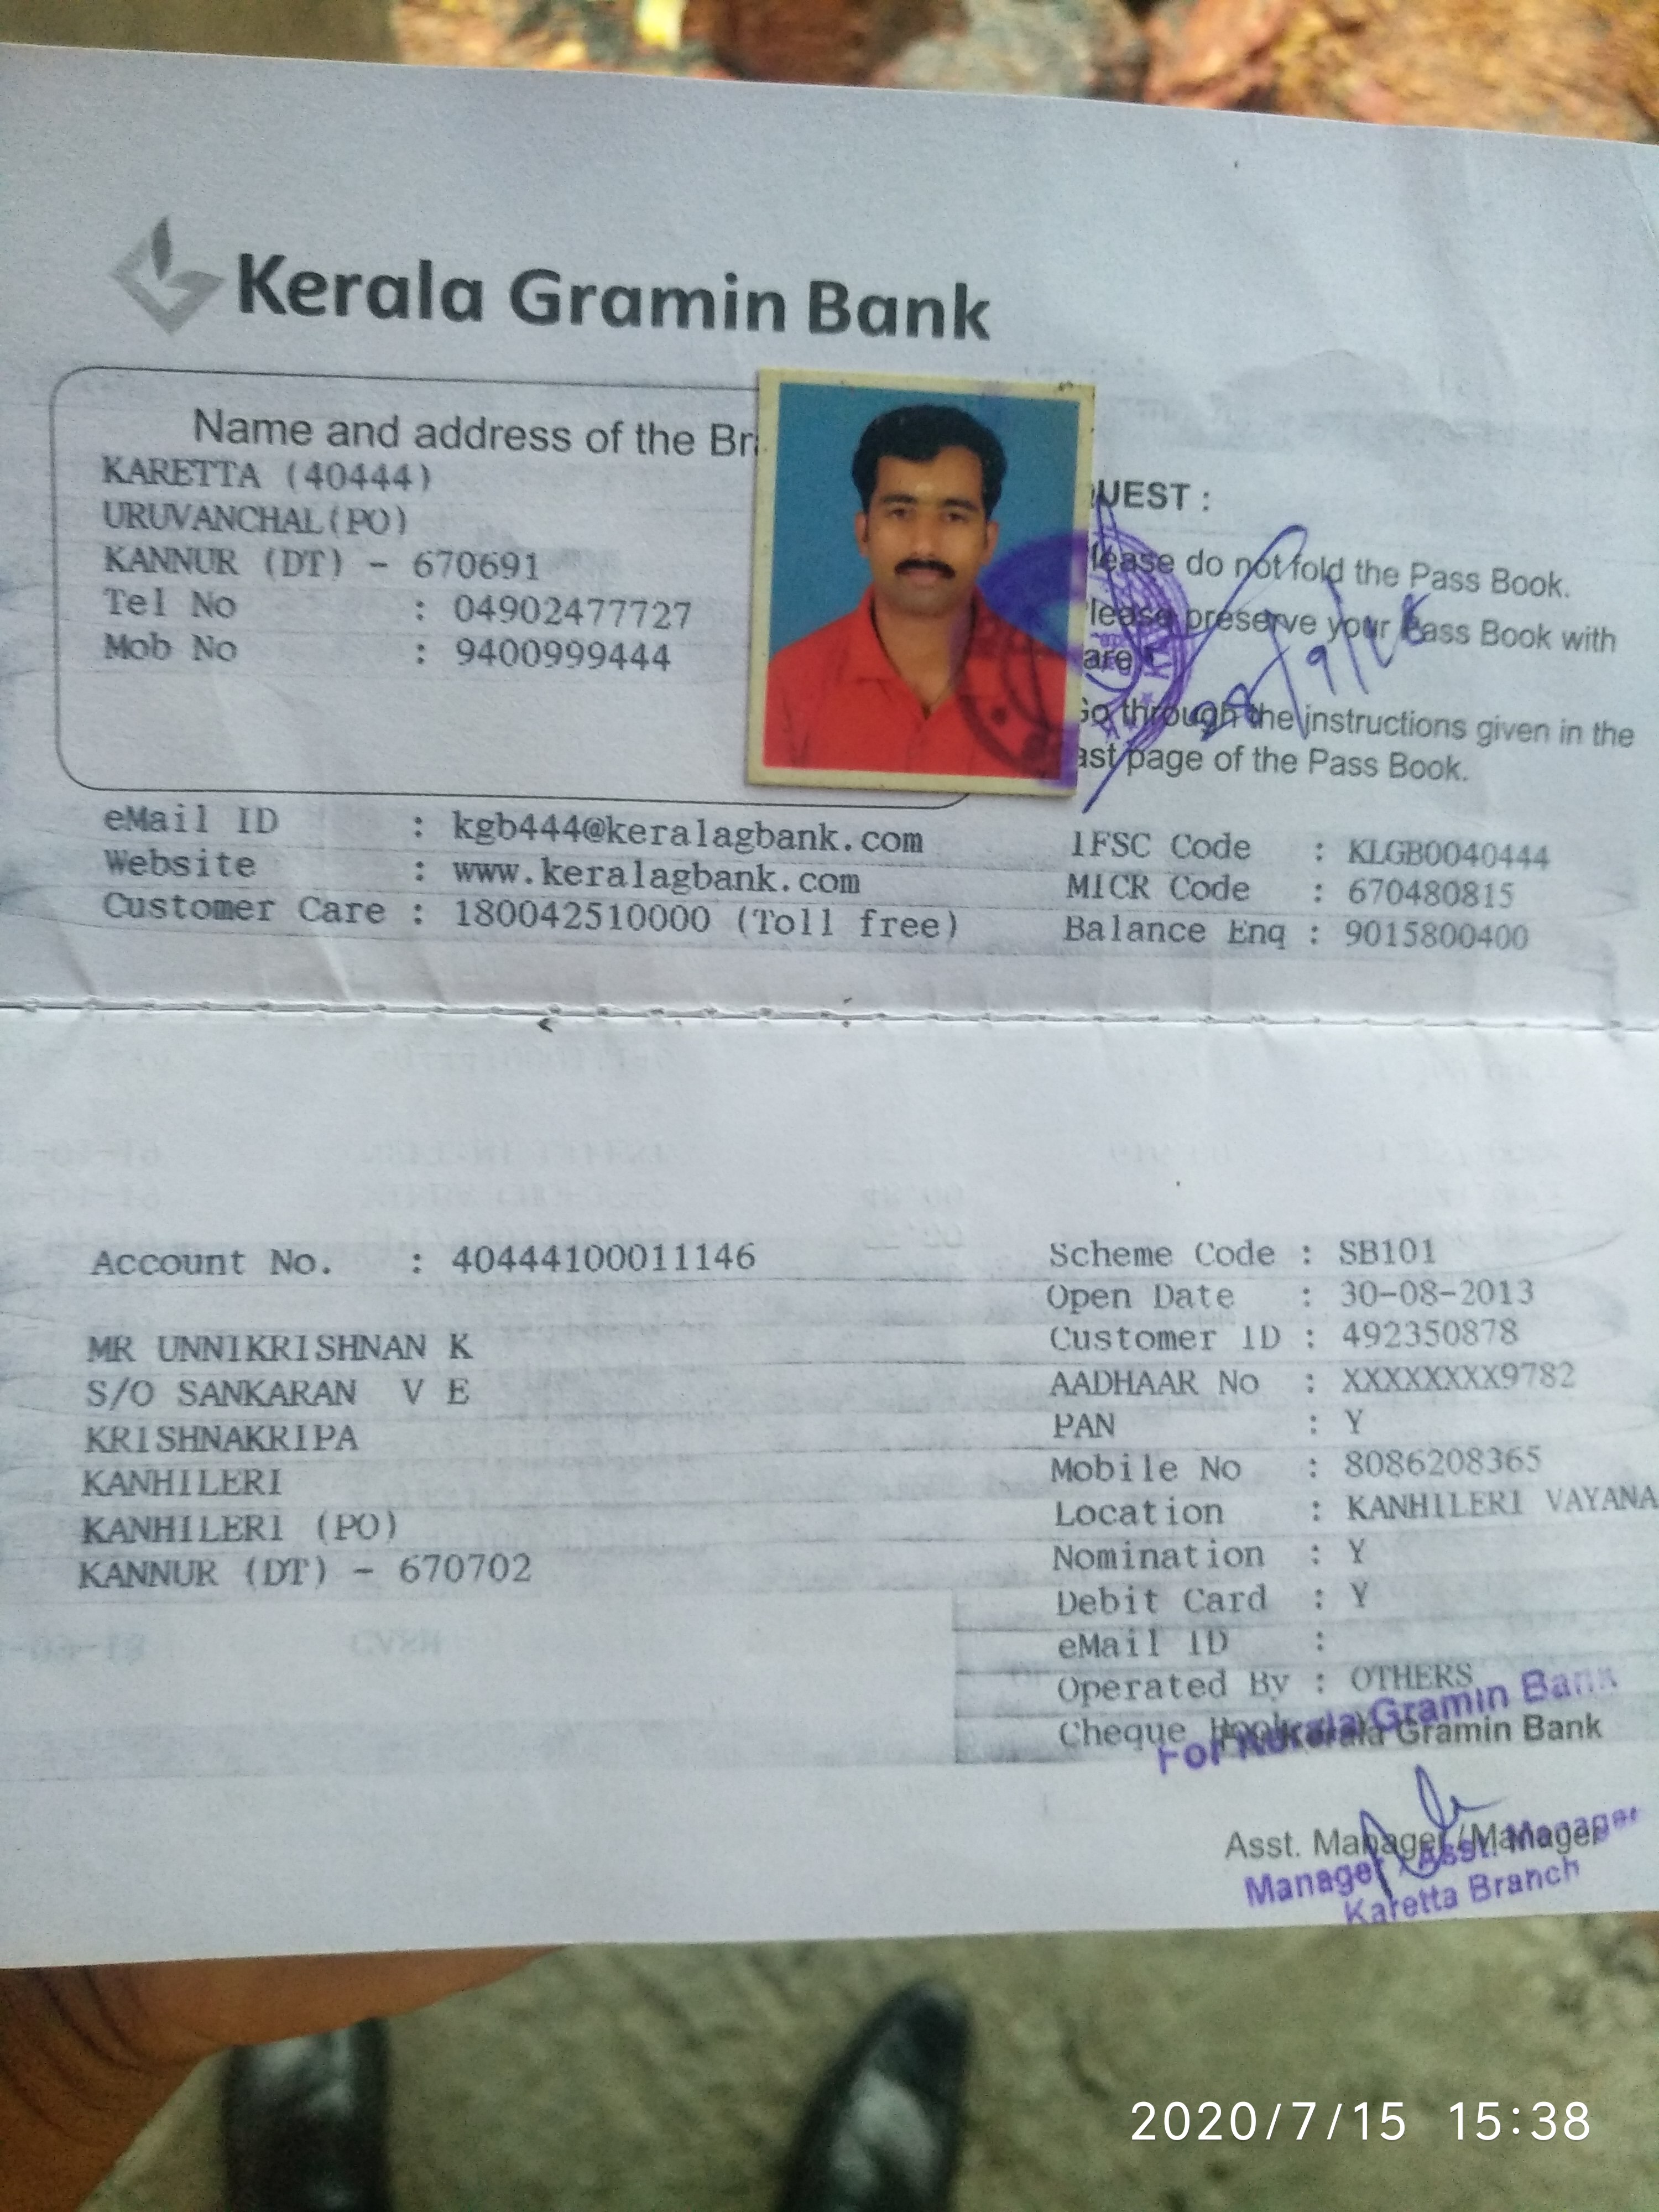 Kerala Gramin Bank
Name and address of the
KARETTA (40444)
URUVANCHAL(PO)
KANNUR (DT) - 670691
Tel No : 04902477727
Mob No : 9400999444
UEST :
lease do not fold the Pass Book.
lease preserve your Pass Book with
are
Go through the instructions given in the
ast page of the Pass Book.
eMail ID : kgb444@keralagbank.com
Website : www.keralagbank.com
Customer Care : 180042510000 (Toll free)
IFSC Code : KLGB0040444
MICR Code : 670480815
Balance Enq : 9015800400
Account No. : 40444100011146
MR UNNIKRISHNAN K
S/O SANKARAN V E
KRISHNAKRIPA
KANHILERI
KANHILERI (PO)
KANNUR (DT) - 670702
Scheme Code : SB101
Open Date : 30-08-2013
Customer ID : 492350878
AADHAAR No : XXXXXXXX9782
PAN : Y
Mobile No : 8086208365
Location : KANHILERI VAYANA
Nomination : Y
Debit Card : Y
eMail ID :
Operated By : OTHERS
Cheque Book
For Kerala Gramin Bank
Kerala Gramin Bank
Asst. Manager/Manager
Manager / Asst. Manager
Karetta Branch
2020/7/15 15:38